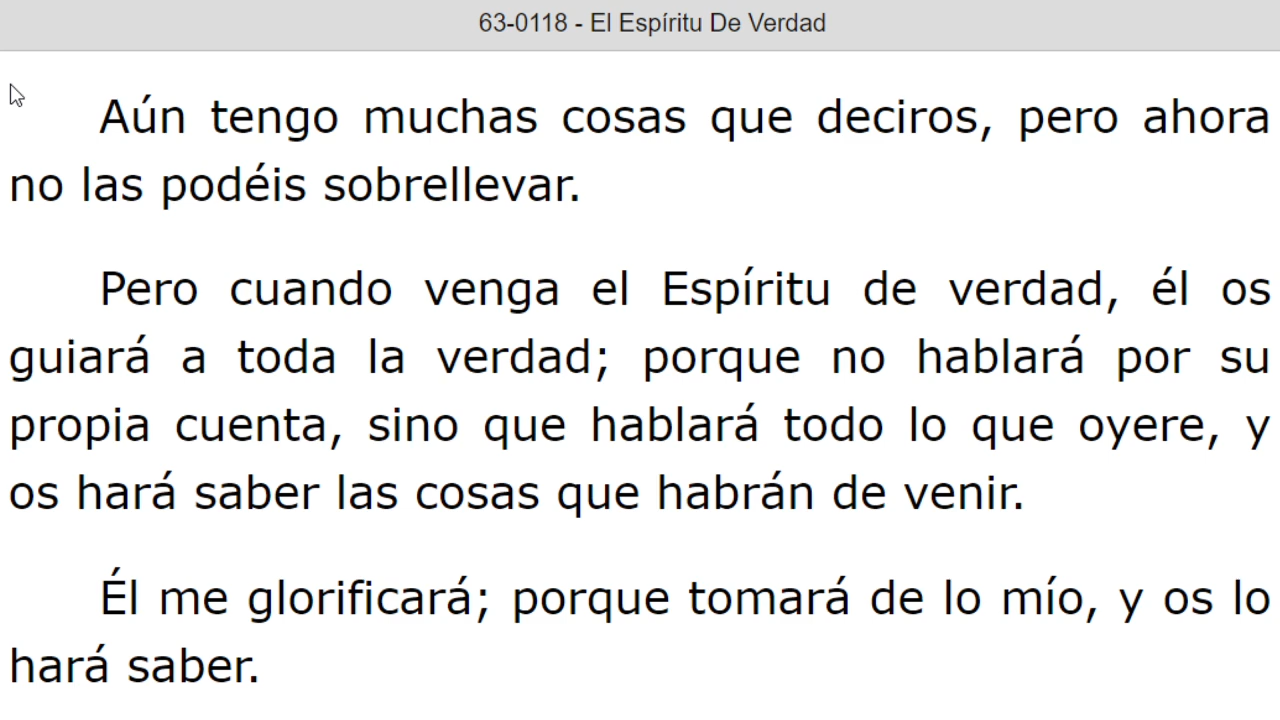 63-0118 - El Espíritu De Verdad
Aún tengo muchas cosas que deciros, pero ahora
no las podéis sobrellevar.
Pero cuando venga el Espíritu de verdad, él os
guiará a toda la verdad; porque no hablará por su
propia cuenta, sino que hablará todo lo que oyere, y
os hará saber las cosas que habrán de venir.
Él me glorificará; porque tomará de lo mío, y os lo
hará saber.